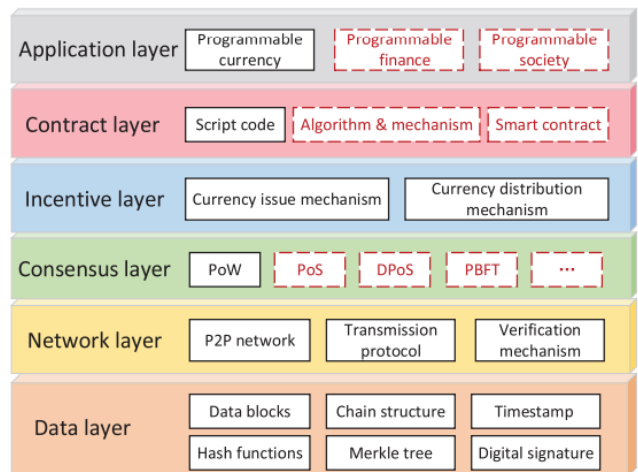 Application layer
Programmable
currency
Programmable
finance
Programmable
society
Contract layer
Script code
Algorithm & mechanism
Smart contract
Incentive layer
Currency issue mechanism
Currency distribution
mechanism
Consensus layer
PoW
PoS
DPoS
PBFT
...
Network layer
P2P network
Transmission
protocol
Verification
mechanism
Data layer
Data blocks
Chain structure
Timestamp
Hash functions
Merkle tree
Digital signature